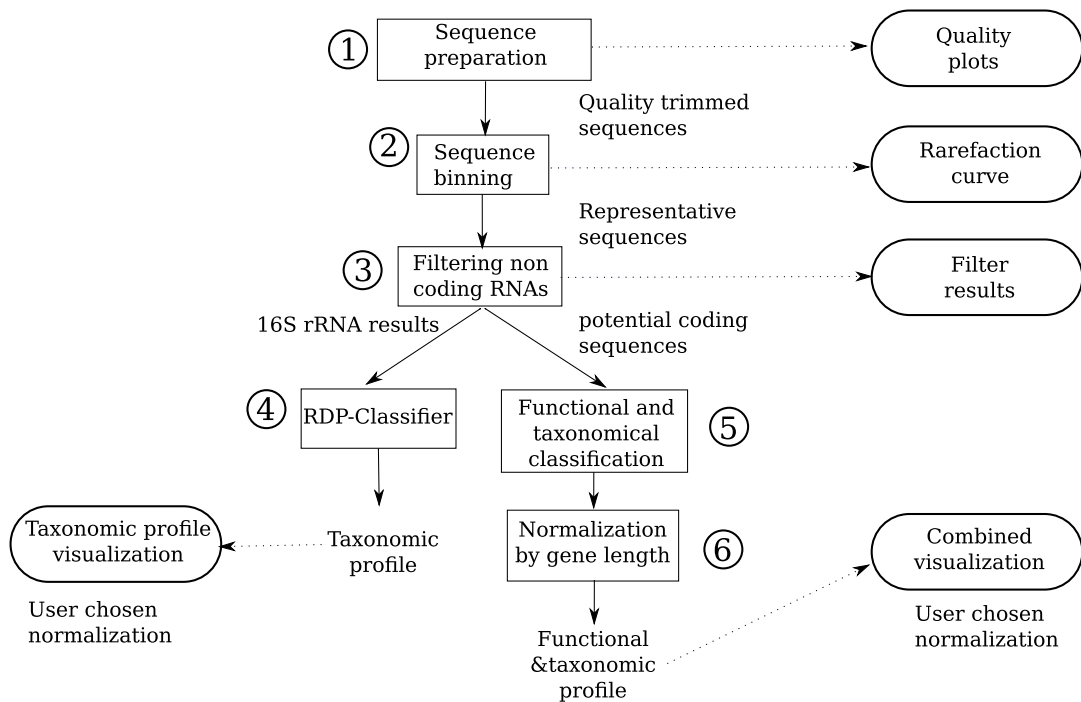 ①
Sequence
preparation
Quality
plots
Quality trimmed
sequences
②
Sequence
binning
Rarefaction
curve
Representative
sequences
③
Filtering non
coding RNAs
Filter
results
16S rRNA results
potential coding
sequences
④
RDP-Classifier
Functional and
taxonomical
classification
⑤
Taxonomic profile
visualization
Taxonomic
profile
Normalization
by gene length
⑥
Combined
visualization
User chosen
normalization
User chosen
normalization
Functional
&taxonomic
profile